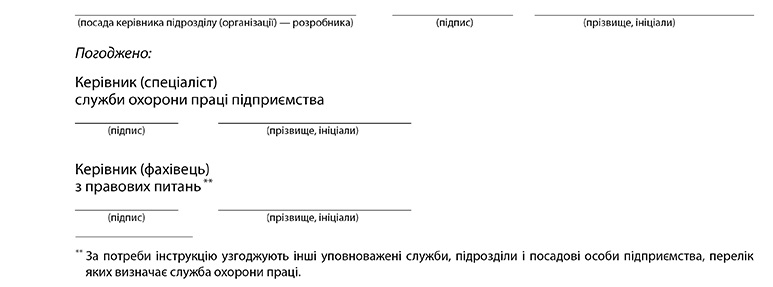 (посада керівника підрозділу (організації) — розробника) (підпис) (прізвище, ініціали)
Погоджено:
Керівник (спеціаліст)
служби охорони праці підприємства
(підпис) (прізвище, ініціали)
Керівник (фахівець)
з правових питань**
(підпис) (прізвище, ініціали)
** За потреби інструкцію узгоджують інші уповноважені служби, підрозділи і посадові особи підприємства, перелік
яких визначає служба охорони праці.